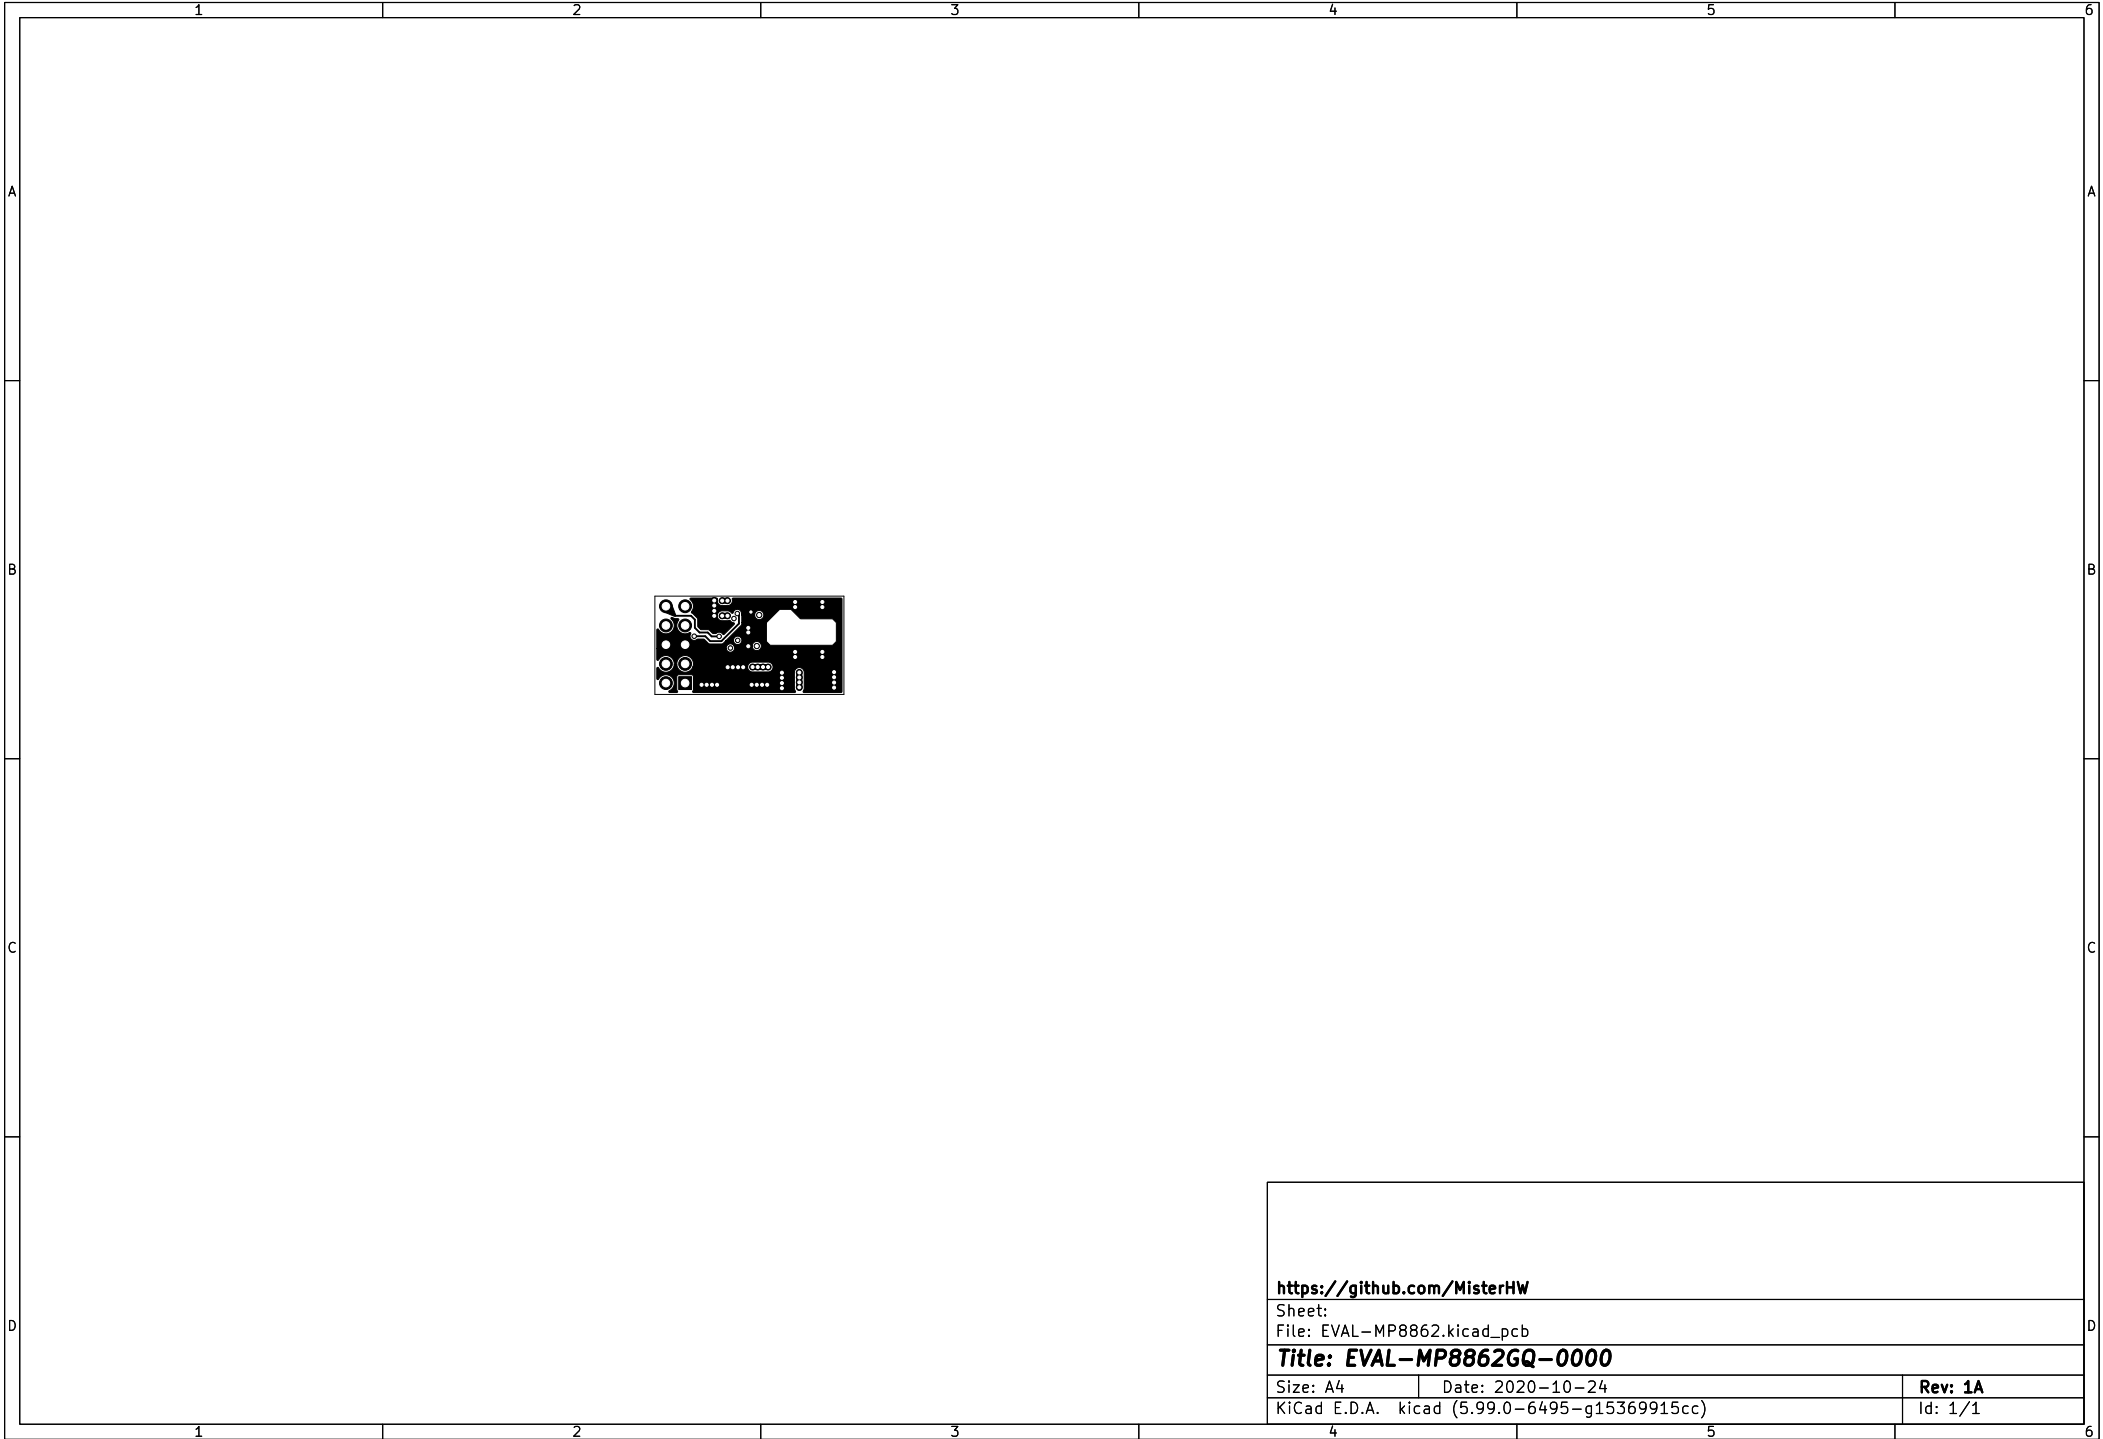 1 2 3 4 5 6
A A
B B
C C
https://github.com/MisterHW
Sheet:
D D
File: EVAL-MP8862.kicad_pcb
Title: EVAL-MP8862GQ-0000
Size: A4 Date: 2020-10-24 Rev: 1A
KiCad E.D.A. kicad (5.99.0-6495-g15369915cc) Id: 1/1
1 2 3 4 5 6